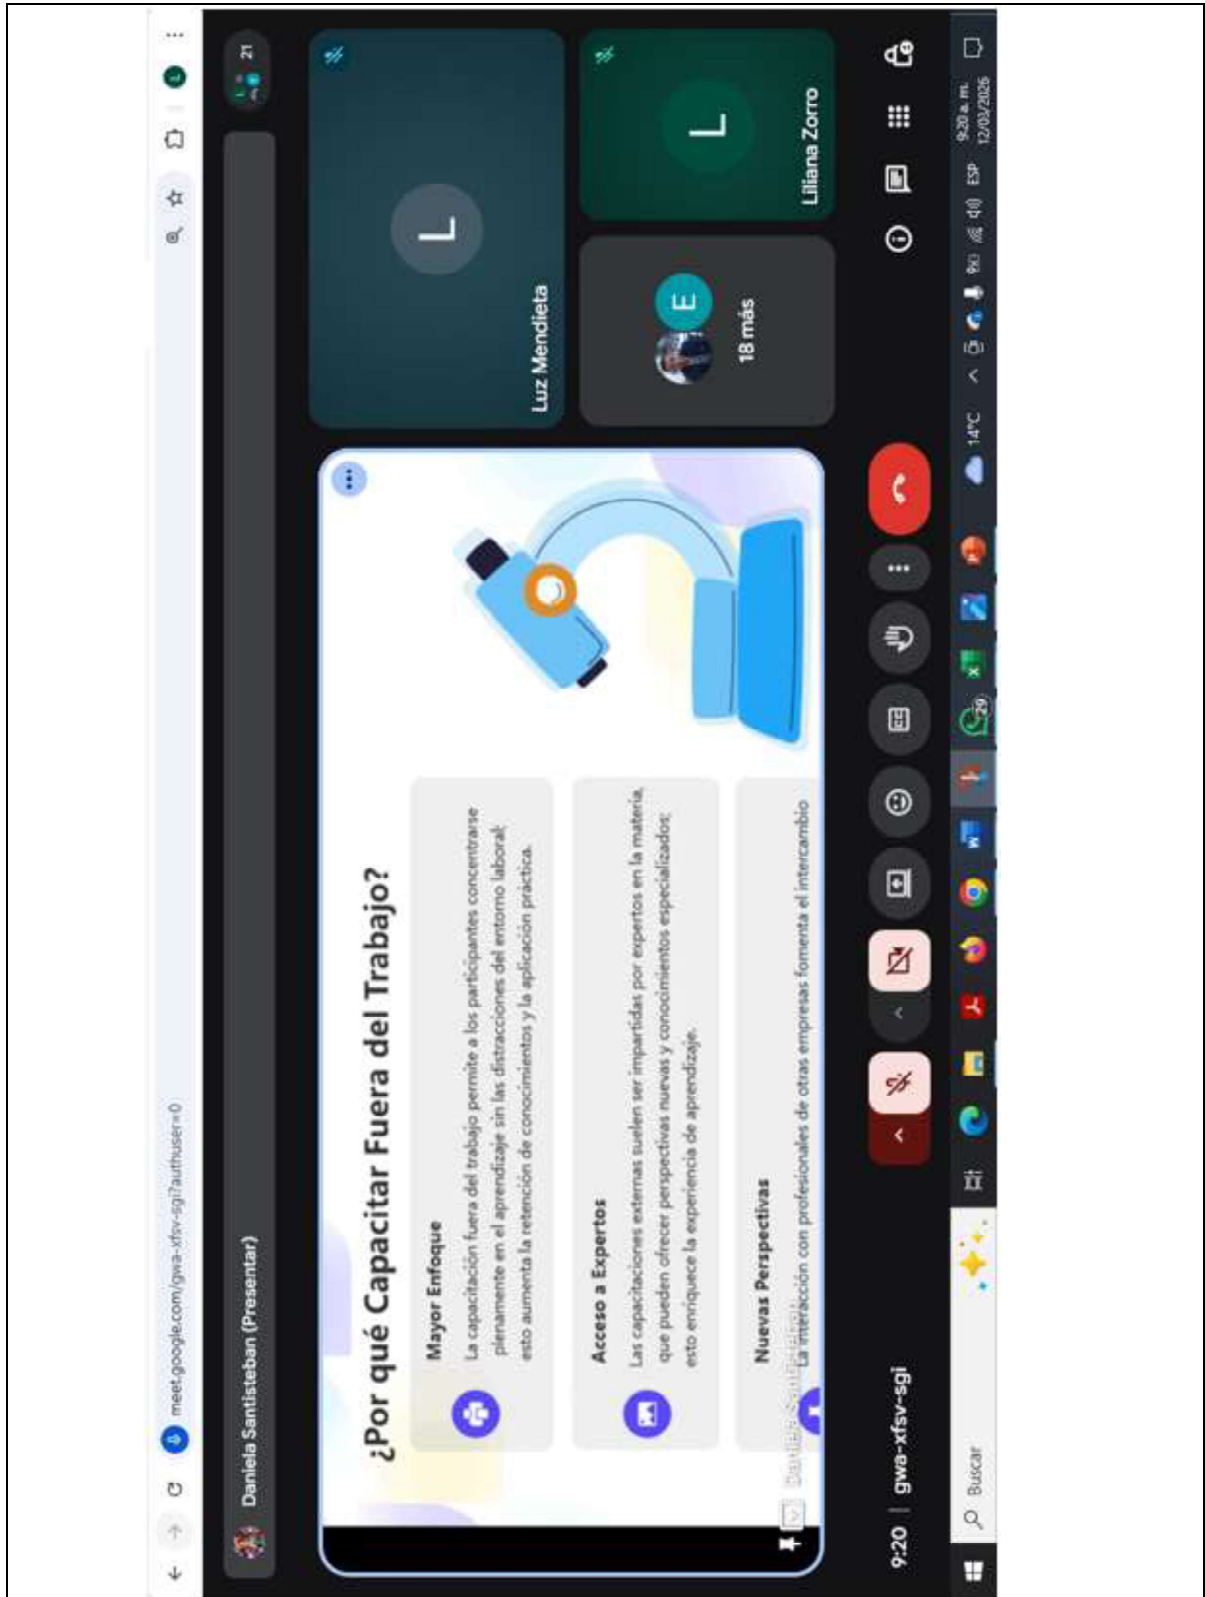 meet.google.com/gwa-xfsv-sgi?authuser=0
L
Daniela Santisteban (Presentar)
21
¿Por qué Capacitar Fuera del Trabajo?
Mayor Enfoque
La capacitación fuera del trabajo permite a los participantes concentrarse
plenamente en el aprendizaje sin las distracciones del entorno laboral;
esto aumenta la retención de conocimientos y la aplicación práctica.
Acceso a Expertos
Las capacitaciones externas suelen ser impartidas por expertos en la materia,
que pueden ofrecer perspectivas nuevas y conocimientos especializados;
esto enriquece la experiencia de aprendizaje.
Nuevas Perspectivas
La interacción con profesionales de otras empresas fomenta el intercambio
L
Luz Mendieta
E
18 más
L
Liliana Zorro
9:20 | gwa-xfsv-sgi
CC
Buscar
29
14°C
ESP
9:20 a. m.
12/03/2026